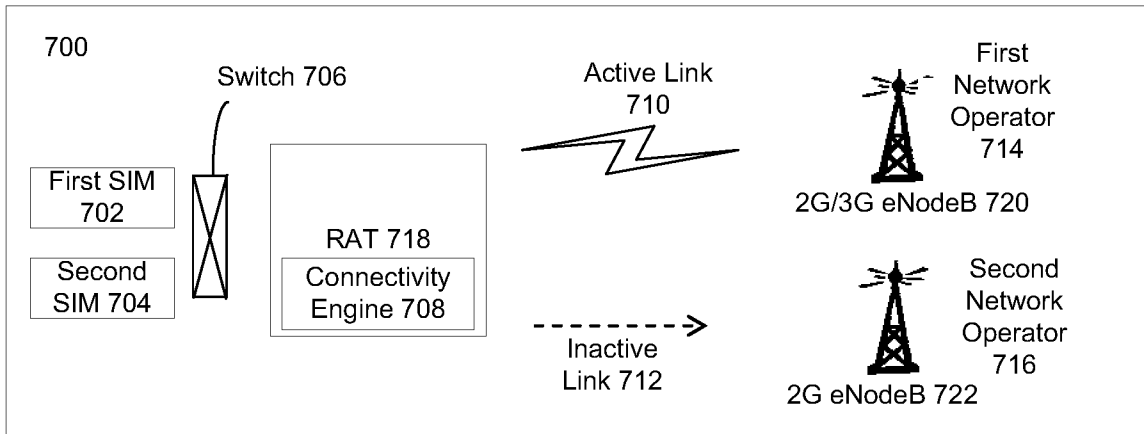 700
Switch 706
First SIM
702
Second
SIM 704
RAT 718
Connectivity
Engine 708
Active Link
710
Inactive
Link 712
First
Network
Operator
714
2G/3G eNodeB 720
Second
Network
Operator
716
2G eNodeB 722